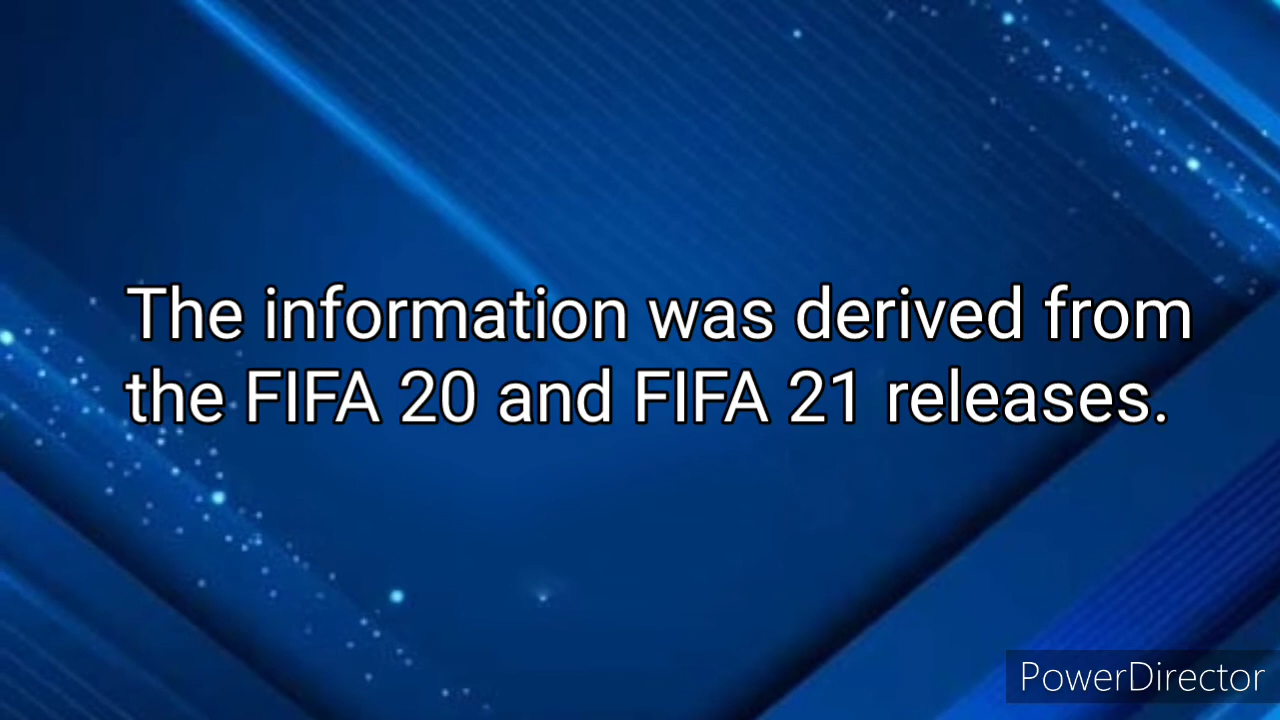 The information was derived from
the FIFA 20 and FIFA 21 releases.
PowerDirector